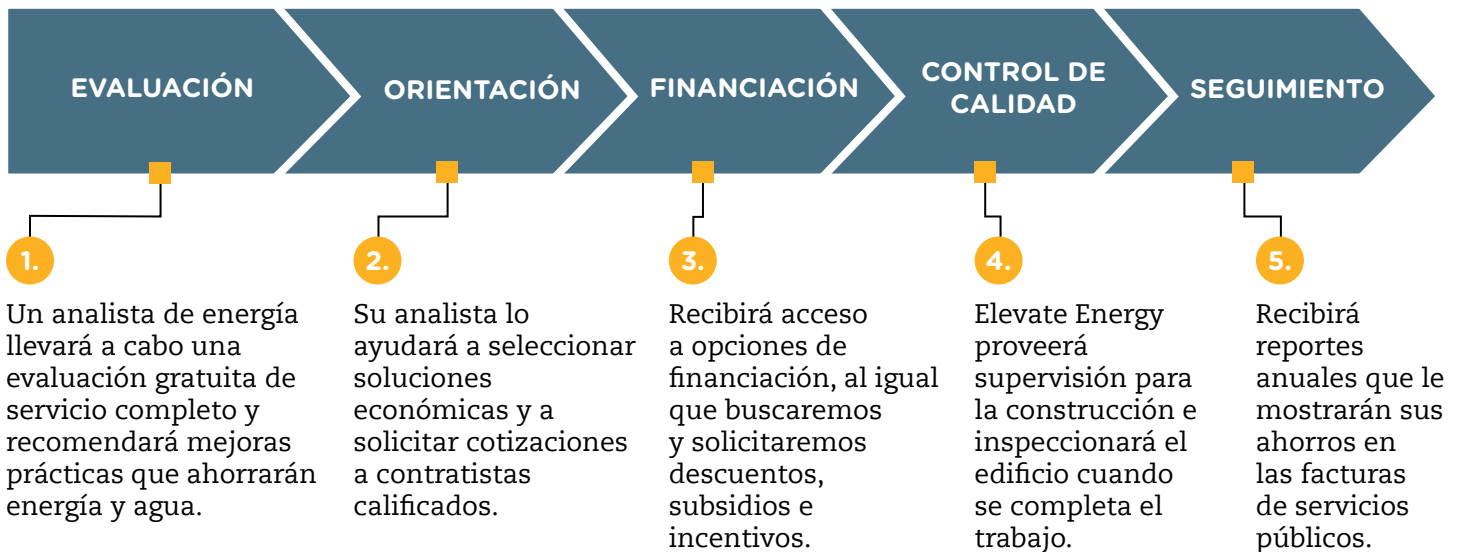 EVALUACIÓN
ORIENTACIÓN
FINANCIACIÓN
CONTROL DE
CALIDAD
SEGUIMIENTO
1.
Un analista de energía
llevará a cabo una
evaluación gratuita de
servicio completo y
recomendará mejoras
prácticas que ahorrarán
energía y agua.
2.
Su analista lo
ayudará a seleccionar
soluciones
económicas y a
solicitar cotizaciones
a contratistas
calificados.
3.
Recibirá acceso
a opciones de
financiación, al igual
que buscaremos
y solicitaremos
descuentos,
subsidios e
incentivos.
4.
Elevate Energy
proveerá
supervisión para
la construcción e
inspeccionará el
edificio cuando
se completa el
trabajo.
5.
Recibirá
reportes
anuales que le
mostrarán sus
ahorros en
las facturas
de servicios
públicos.